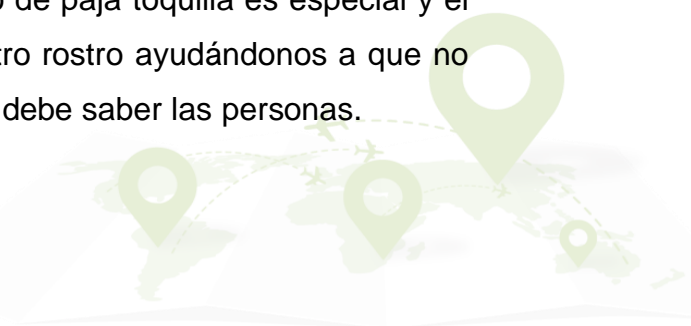 de paja toquilla es especial y el
tro rostro ayudándonos a que no
debe saber las personas.